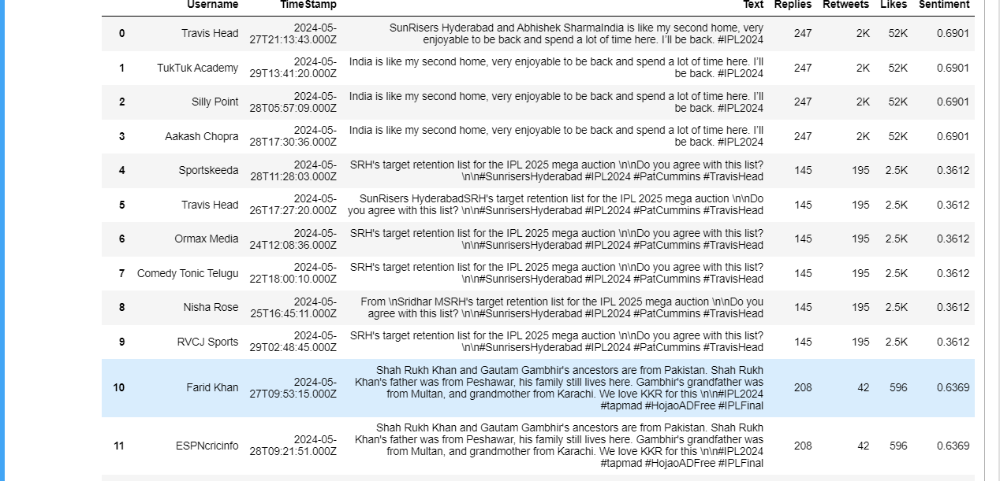 Username TimeStamp Text Replies Retweets Likes Sentiment
0 Travis Head 2024-05-27T21:13:43.000Z SunRisers Hyderabad and Abhishek SharmaIndia is like my second home, very
enjoyable to be back and spend a lot of time here. I'll be back. #IPL2024 247 2K 52K 0.6901
1 TukTuk Academy 2024-05-29T13:41:20.000Z India is like my second home, very enjoyable to be back and spend a lot of time here. I'll
be back. #IPL2024 247 2K 52K 0.6901
2 Silly Point 2024-05-28T05:57:09.000Z India is like my second home, very enjoyable to be back and spend a lot of time here. I'll
be back. #IPL2024 247 2K 52K 0.6901
3 Aakash Chopra 2024-05-28T17:30:36.000Z India is like my second home, very enjoyable to be back and spend a lot of time here. I'll
be back. #IPL2024 247 2K 52K 0.6901
4 Sportskeeda 2024-05-28T11:28:03.000Z SRH's target retention list for the IPL 2025 mega auction \n\nDo you agree with this list?
\n\n#SunrisersHyderabad #IPL2024 #PatCummins #TravisHead 145 195 2.5K 0.3612
5 Travis Head 2024-05-26T17:27:20.000Z SunRisers HyderabadSRH's target retention list for the IPL 2025 mega auction \n\nDo
you agree with this list? \n\n#SunrisersHyderabad #IPL2024 #PatCummins #TravisHead 145 195 2.5K 0.3612
6 Ormax Media 2024-05-24T12:08:36.000Z SRH's target retention list for the IPL 2025 mega auction \n\nDo you agree with this list?
\n\n#SunrisersHyderabad #IPL2024 #PatCummins #TravisHead 145 195 2.5K 0.3612
7 Comedy Tonic Telugu 2024-05-22T18:00:10.000Z SRH's target retention list for the IPL 2025 mega auction \n\nDo you agree with this list?
\n\n#SunrisersHyderabad #IPL2024 #PatCummins #TravisHead 145 195 2.5K 0.3612
8 Nisha Rose 2024-05-25T16:45:11.000Z From \nSridhar MSRH's target retention list for the IPL 2025 mega auction \n\nDo you
agree with this list? \n\n#SunrisersHyderabad #IPL2024 #PatCummins #TravisHead 145 195 2.5K 0.3612
9 RVCJ Sports 2024-05-29T02:48:45.000Z SRH's target retention list for the IPL 2025 mega auction \n\nDo you agree with this list?
\n\n#SunrisersHyderabad #IPL2024 #PatCummins #TravisHead 145 195 2.5K 0.3612
10 Farid Khan 2024-05-27T09:53:15.000Z Shah Rukh Khan and Gautam Gambhir's ancestors are from Pakistan. Shah Rukh
Khan's father was from Peshawar, his family still lives here. Gambhir's grandfather was
from Multan, and grandmother from Karachi. We love KKR for this \n\n#IPL2024
#tapmad #HojaoADFree #IPLFinal 208 42 596 0.6369
11 ESPNcricinfo 2024-05-28T09:21:51.000Z Shah Rukh Khan and Gautam Gambhir's ancestors are from Pakistan. Shah Rukh
Khan's father was from Peshawar, his family still lives here. Gambhir's grandfather was
from Multan, and grandmother from Karachi. We love KKR for this \n\n#IPL2024
#tapmad #HojaoADFree #IPLFinal 208 42 596 0.6369